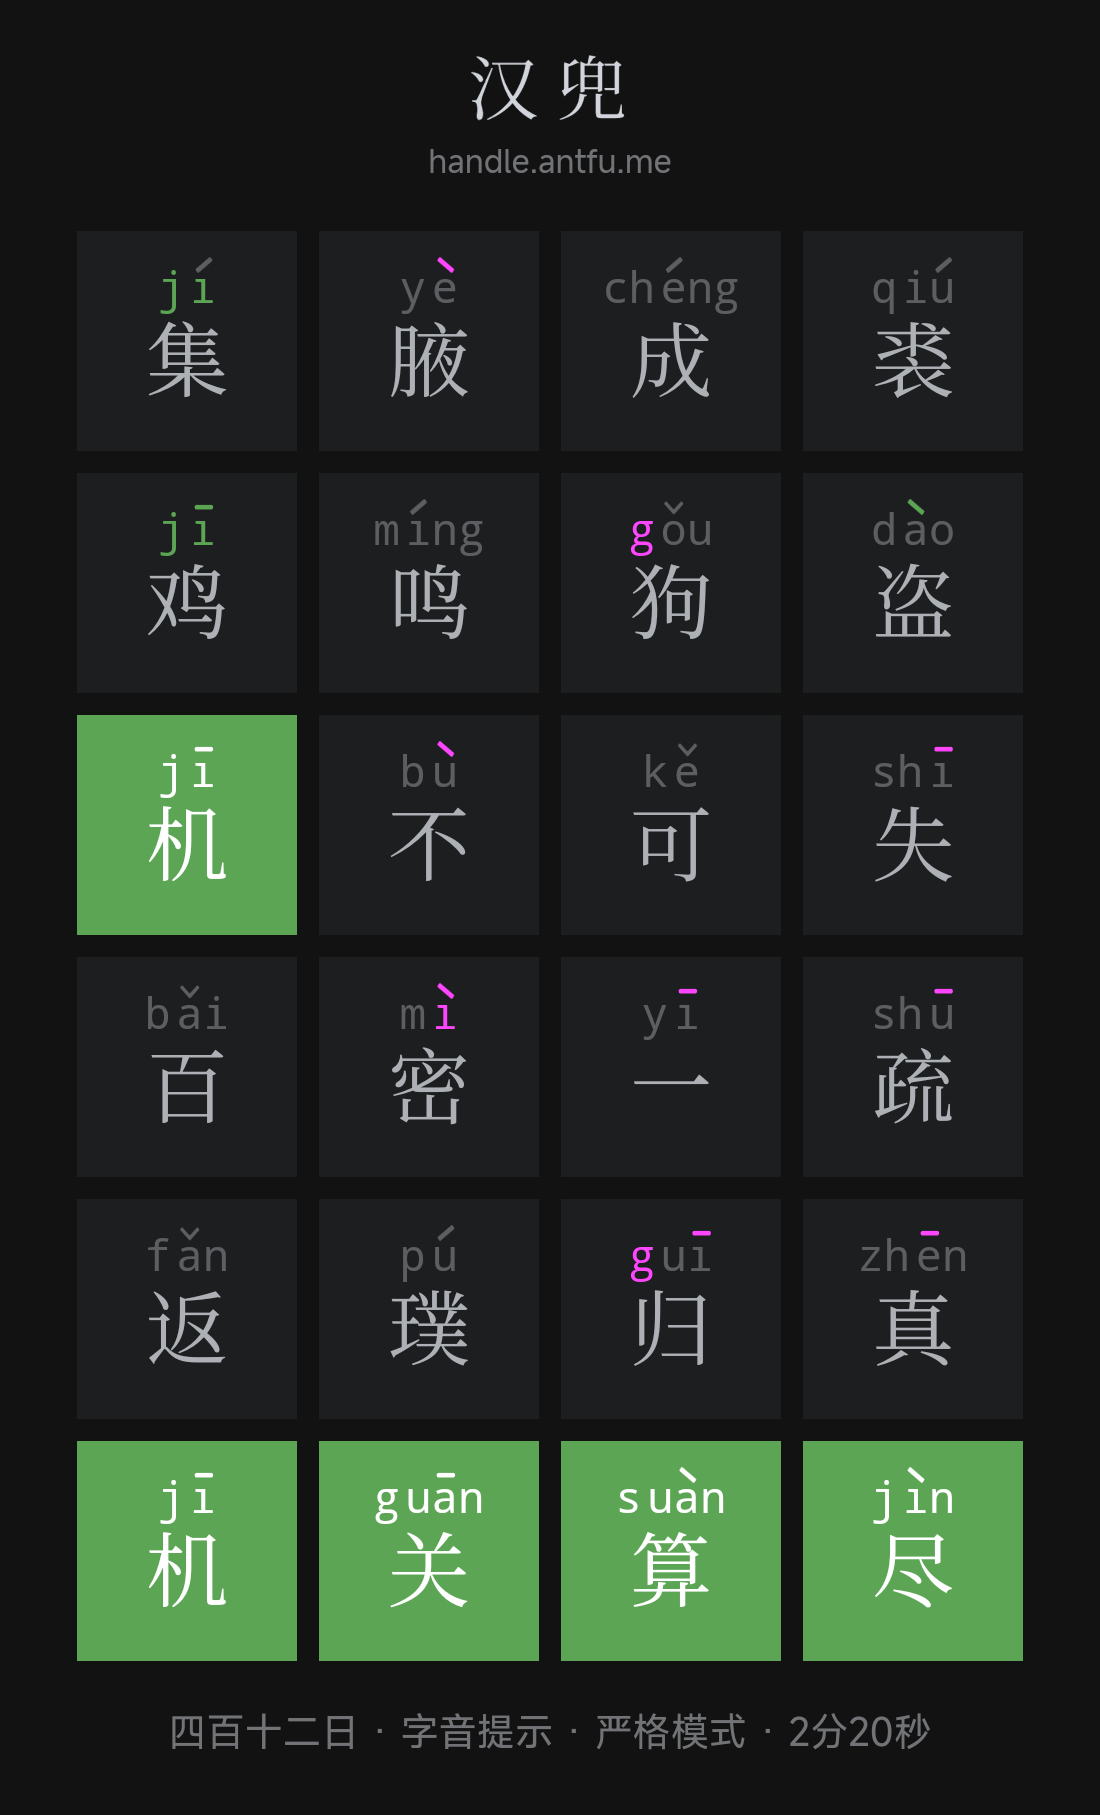 汉兜
handle.antfu.me
jí yè chéng qiú
集 腋 成 裘
jī míng gǒu dào
鸡 鸣 狗 盗
jī bù kě shī
机 不 可 失
bǎi mì yī shū
百 密 一 疏
fǎn pú guī zhēn
返 璞 归 真
jī guān suàn jìn
机 关 算 尽
四百十二日 · 字音提示 · 严格模式 · 2分20秒